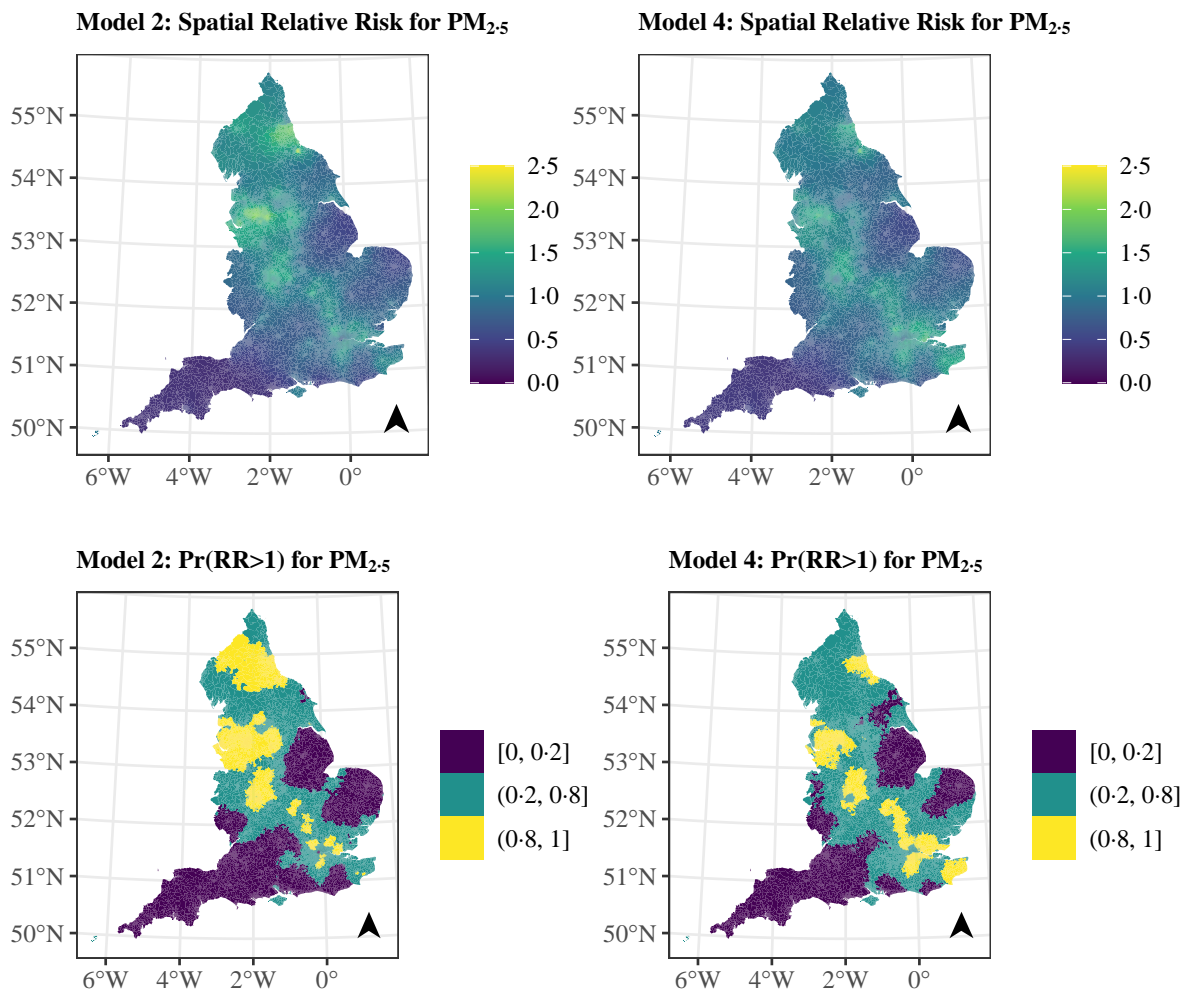 Model 2: Spatial Relative Risk for PM2·5
Model 4: Spatial Relative Risk for PM2·5
55°N
54°N
53°N
52°N
51°N
50°N
6°W 4°W 2°W 0°
2·5
2·0
1·5
1·0
0·5
0·0
55°N
54°N
53°N
52°N
51°N
50°N
6°W 4°W 2°W 0°
2·5
2·0
1·5
1·0
0·5
0·0
Model 2: Pr(RR>1) for PM2·5
Model 4: Pr(RR>1) for PM2·5
55°N
54°N
53°N
52°N
51°N
50°N
6°W 4°W 2°W 0°
[0, 0·2]
(0·2, 0·8]
(0·8, 1]
55°N
54°N
53°N
52°N
51°N
50°N
6°W 4°W 2°W 0°
[0, 0·2]
(0·2, 0·8]
(0·8, 1]